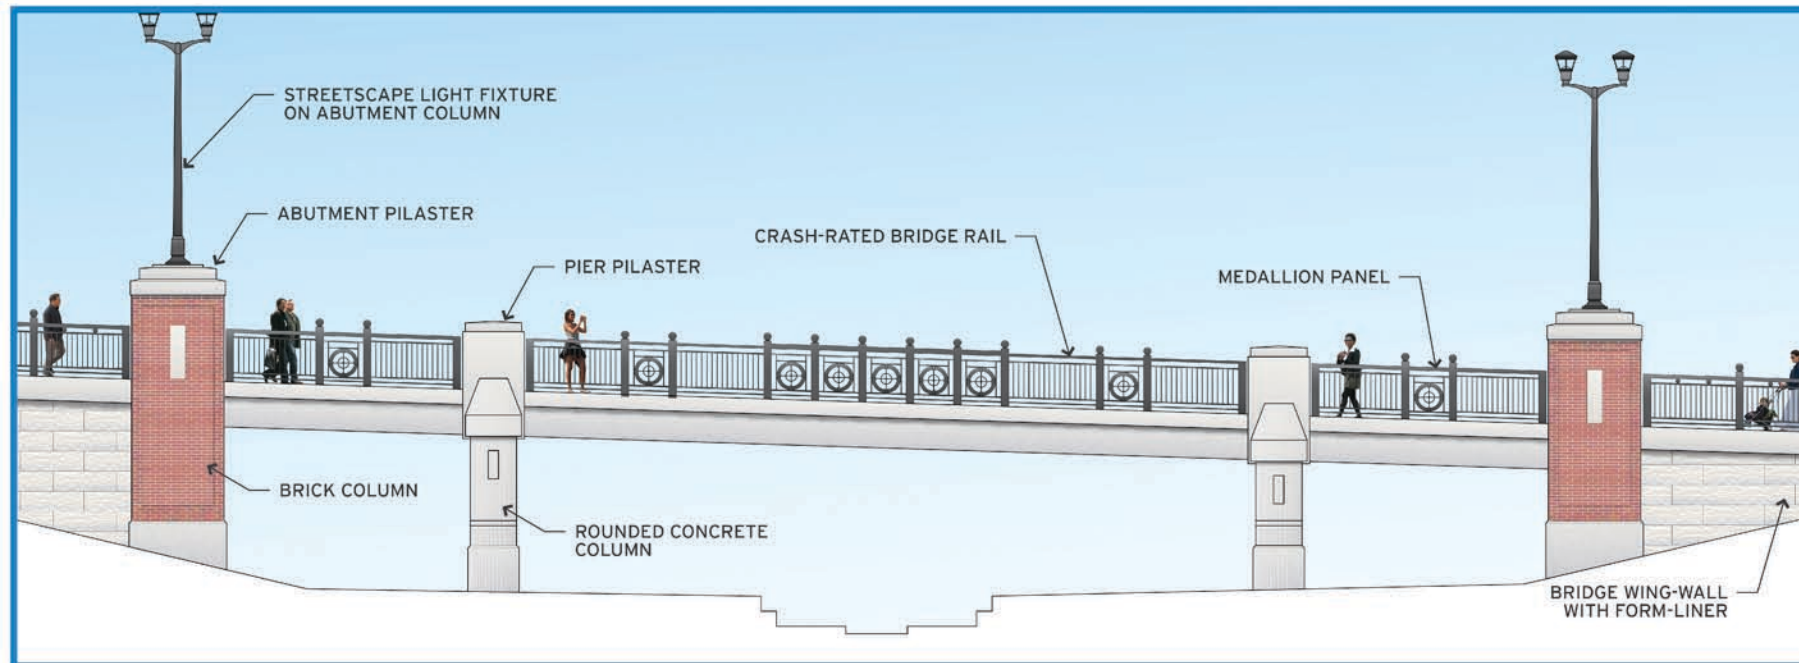 STREETSCAPE LIGHT FIXTURE
ON ABUTMENT COLUMN
ABUTMENT PILASTER
PIER PILASTER
CRASH-RATED BRIDGE RAIL
MEDALLION PANEL
BRICK COLUMN
ROUNDED CONCRETE
COLUMN
BRIDGE WING-WALL
WITH FORM-LINER